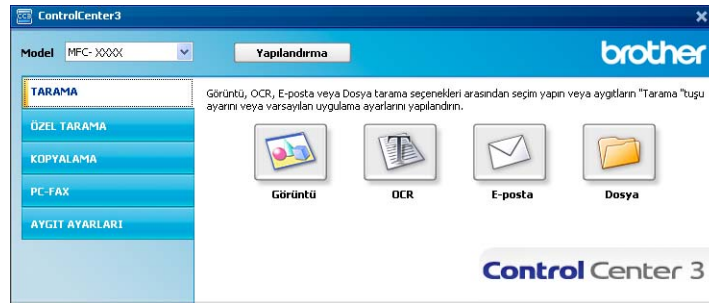 ControlCenter3
Model MFC- XXXX Yapılandırma brother
TARAMA
ÖZEL TARAMA
KOPYALAMA
PC-FAX
AYGIT AYARLARI
Görüntü, OCR, E-posta veya Dosya tarama seçenekleri arasından seçim yapın veya aygıtların "Tarama "tuşu
ayarını veya varsayılan uygulama ayarlarını yapılandırın.
Görüntü OCR E-posta Dosya
Control Center 3